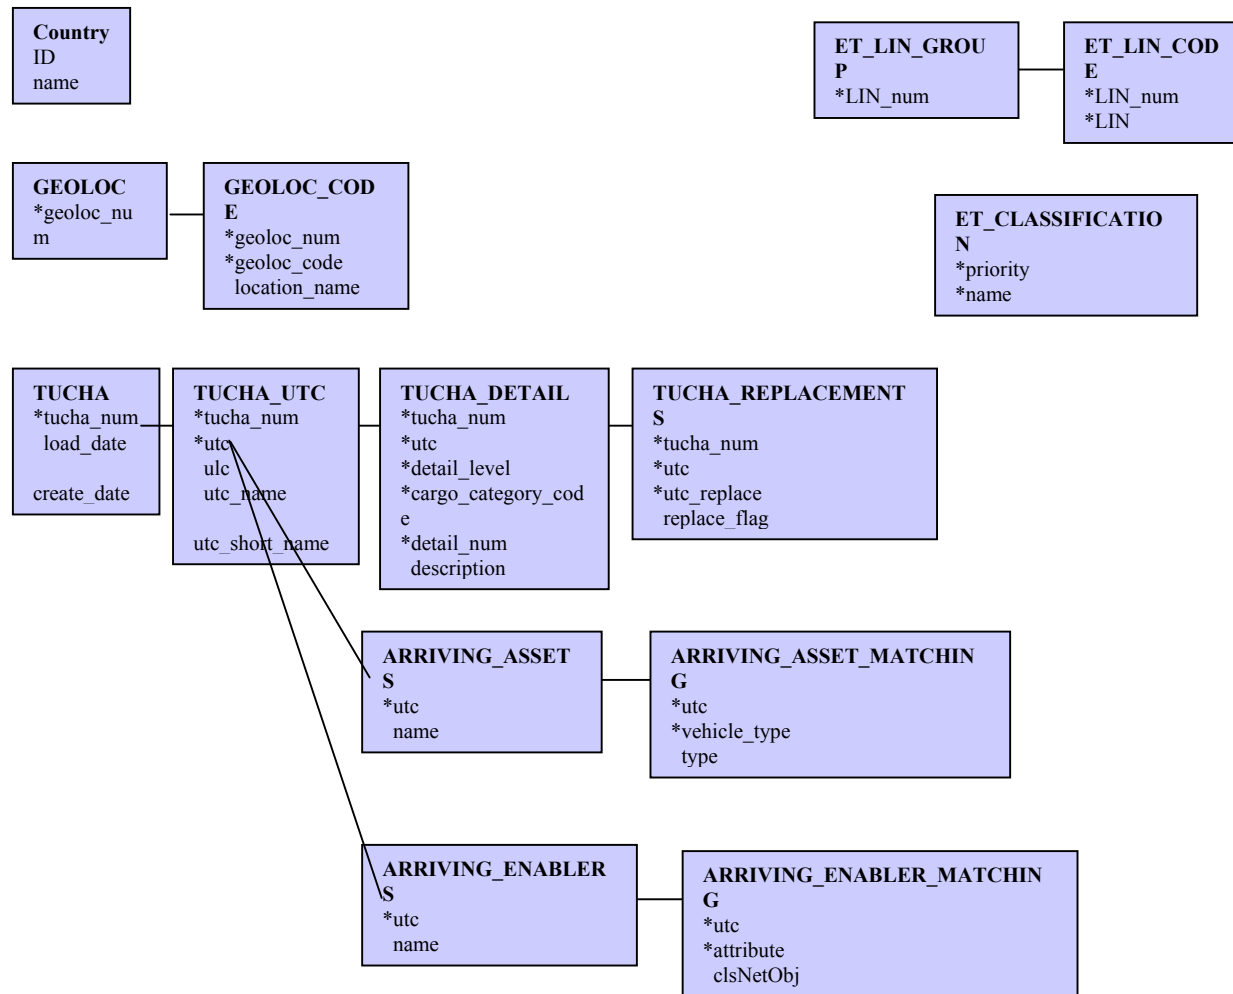 Country
ID
name
ET_LIN_GROU
P
*LIN_num
ET_LIN_COD
E
*LIN_num
*LIN
GEOLOC
*geoloc_nu
m
GEOLOC_COD
E
*geoloc_num
*geoloc_code
location_name
ET_CLASSIFICATIO
N
*priority
*name
TUCHA
*tucha_num
load_date
create_date
TUCHA_UTC
*tucha_num
*utc
ulc
utc_name
utc_short_name
TUCHA_DETAIL
*tucha_num
*utc
*detail_level
*cargo_category_cod
e
*detail_num
description
TUCHA_REPLACEMENT
S
*tucha_num
*utc
*utc_replace
replace_flag
ARRIVING_ASSET
S
*utc
name
ARRIVING_ASSET_MATCHIN
G
*utc
*vehicle_type
type
ARRIVING_ENABLER
S
*utc
name
ARRIVING_ENABLER_MATCHIN
G
*utc
*attribute
clsNetObj